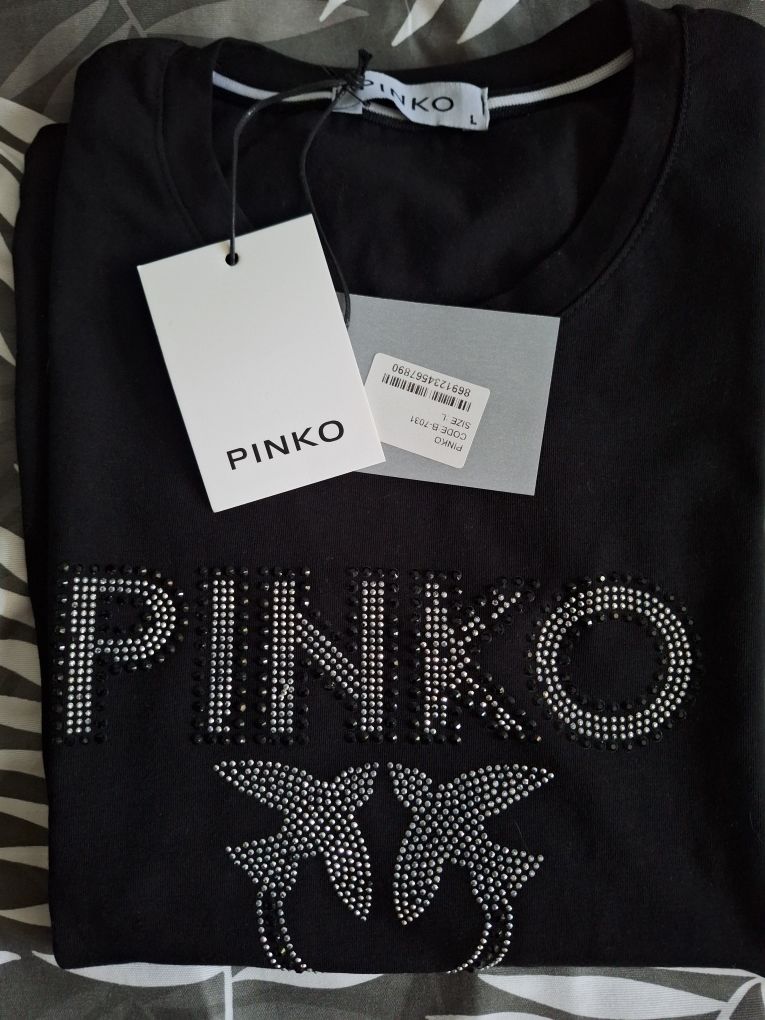 PINKO
L
PINKO
PINKO
CODE B-7031
SIZE L
8691234567890
PINKO